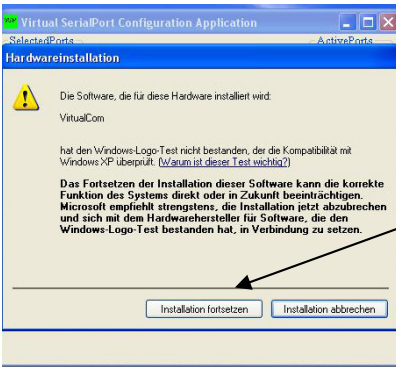 Virtual SerialPort Configuration Application
SelectedPorts
ActivePorts
Hardwareinstallation
Die Software, die für diese Hardware installiert wird:
VirtualCom
hat den Windows-Logo-Test nicht bestanden, der die Kompatibilität mit
Windows XP überprüft. (Warum ist dieser Test wichtig?)
Das Fortsetzen der Installation dieser Software kann die korrekte
Funktion des Systems direkt oder in Zukunft beeinträchtigen.
Microsoft empfiehlt strengstens, die Installation jetzt abzubrechen
und sich mit dem Hardwarehersteller für Software, die den
Windows-Logo-Test bestanden hat, in Verbindung zu setzen.
Installation fortsetzen Installation abbrechen